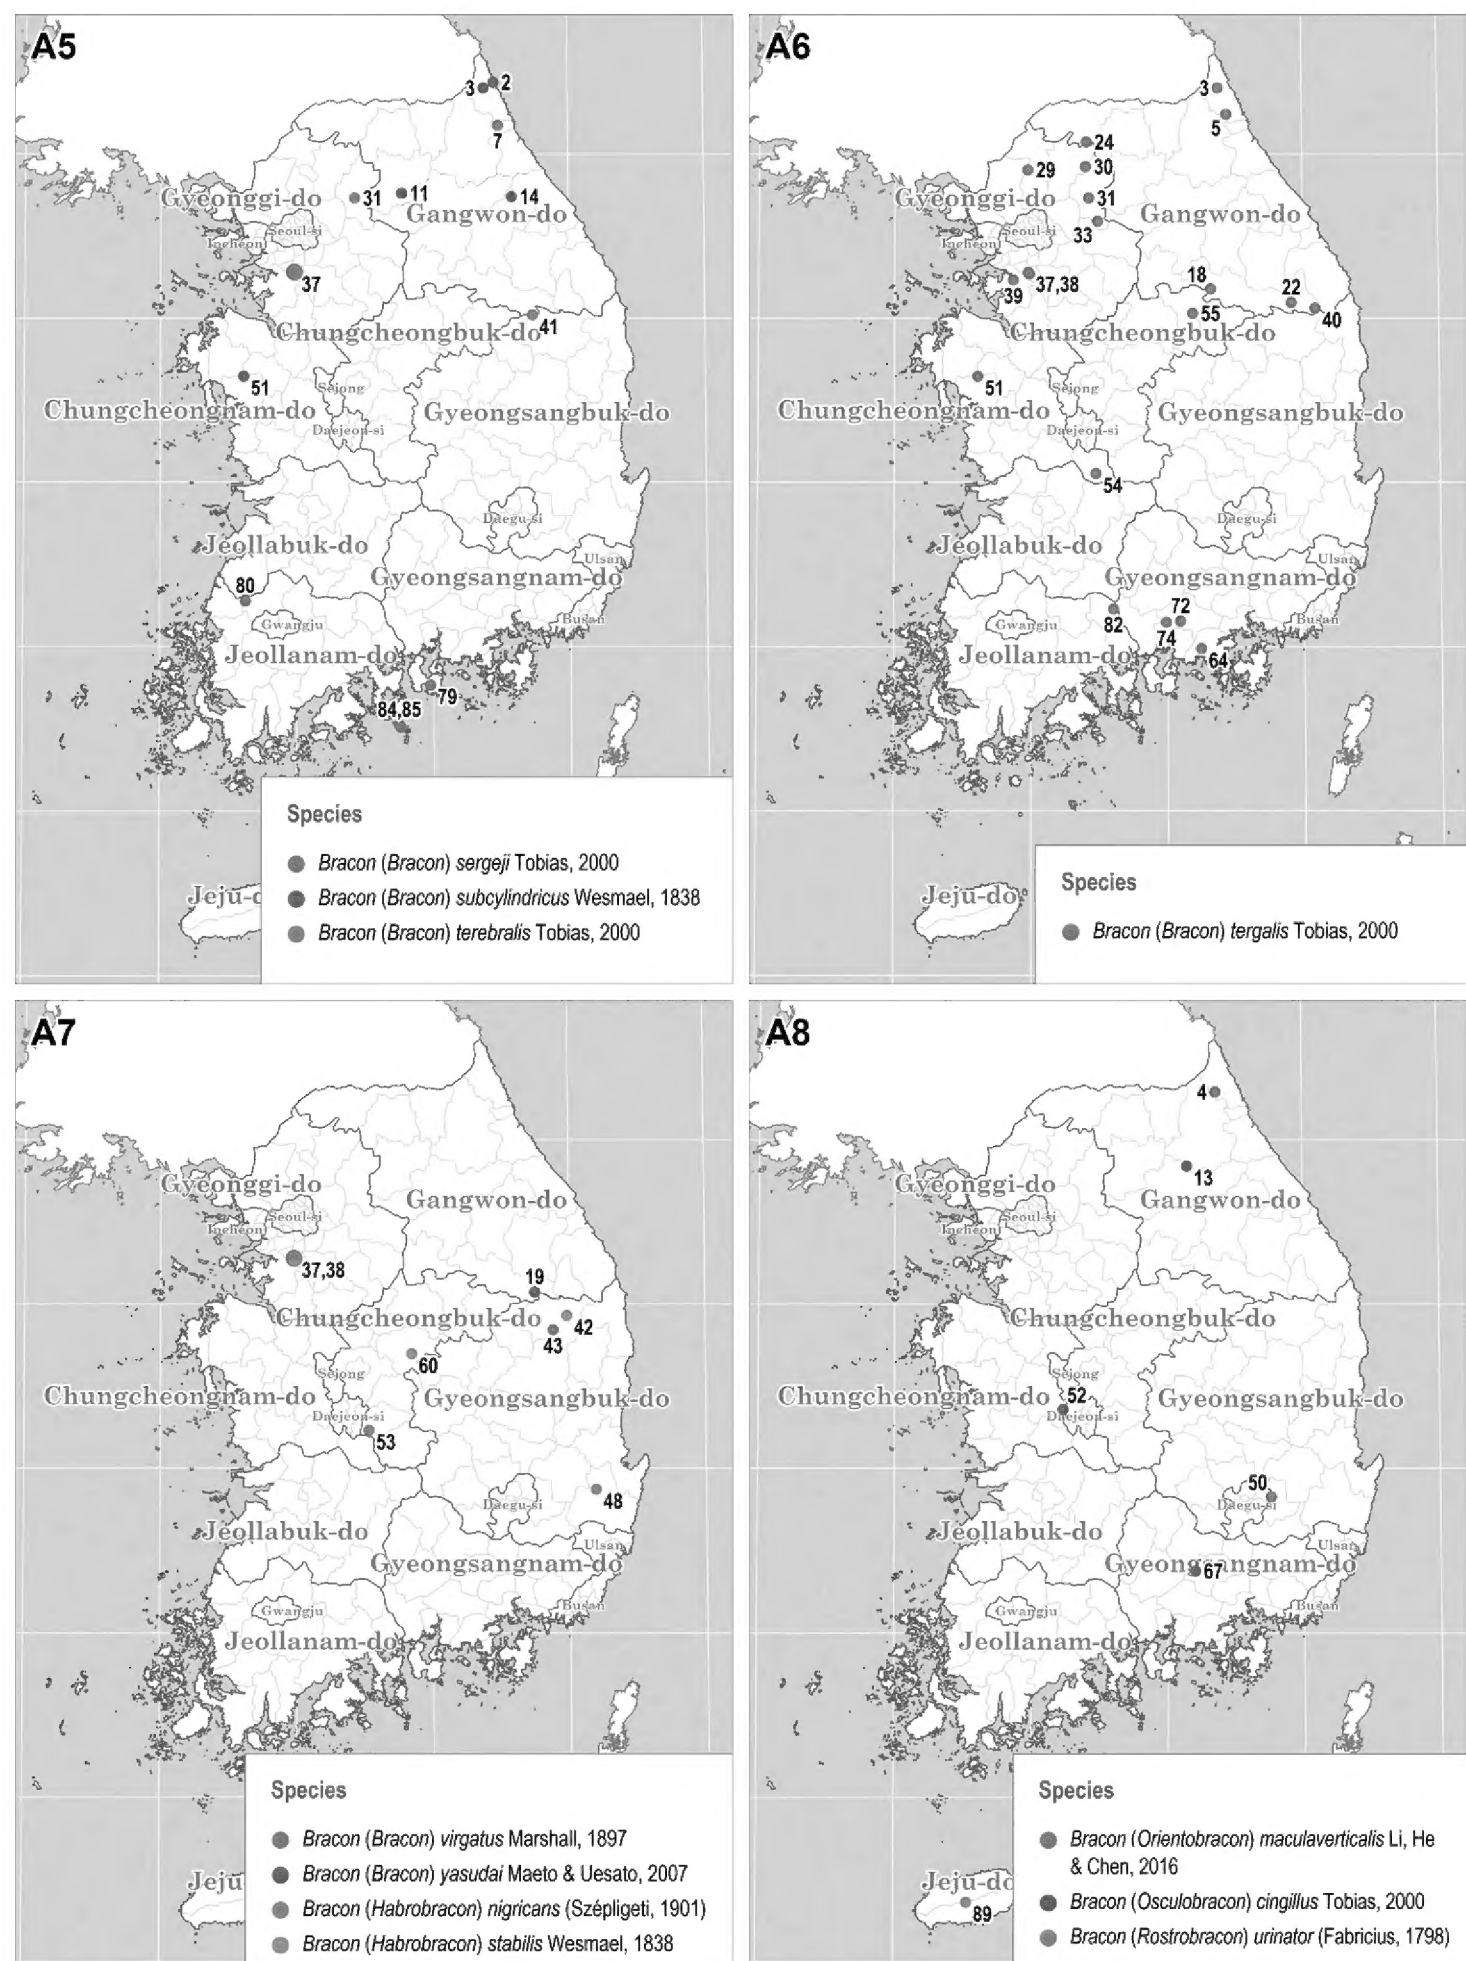 A5
3
2
7
Gyeonggi-do
31
11
14
Gangwon-do
Seoul-si
Incheon
37
41
Chungcheongbuk-do
51
Sejong
Chungcheongnam-do
Gyeongsangbuk-do
Daejeon-si
Daegu-si
Jeollabuk-do
Ulsan
Gyeongsangnam-do
80
Gwangju
Busan
Jeollanam-do
79
84,85
Species
Bracon (Bracon) sergeji Tobias, 2000
Jeju-d
Bracon (Bracon) subcylindricus Wesmael, 1838
Bracon (Bracon) terebralis Tobias, 2000
A6
3
5
24
29
30
Gyeonggi-do
31
Gangwon-do
Seoul-si
33
Incheon
18
37,38
39
22
55
40
Chungcheongbuk-do
51
Sejong
Chungcheongnam-do
Gyeongsangbuk-do
Daejeon-si
54
Daegu-si
Jeollabuk-do
Ulsan
Gyeongsangnam-do
72
82
Gwangju
74
Busan
Jeollanam-do
64
Species
Jeju-do
Bracon (Bracon) tergalis Tobias, 2000
A7
Gyeonggi-do
Gangwon-do
Seoul-si
Incheon
37,38
19
Chungcheongbuk-do
42
43
60
Sejong
Chungcheongnam-do
Gyeongsangbuk-do
Daejeon-si
53
48
Daegu-si
Jeollabuk-do
Ulsan
Gyeongsangnam-do
Gwangju
Busan
Jeollanam-do
Species
Bracon (Bracon) virgatus Marshall, 1897
Bracon (Bracon) yasudai Maeto & Uesato, 2007
Jeju
Bracon (Habrobracon) nigricans (Szépligeti, 1901)
Bracon (Habrobracon) stabilis Wesmael, 1838
A8
4
13
Gyeonggi-do
Gangwon-do
Seoul-si
Incheon
Chungcheongbuk-do
Sejong
52
Chungcheongnam-do
Gyeongsangbuk-do
Daejeon-si
50
Daegu-si
Jeollabuk-do
Ulsan
Gyeongsangnam-do
67
Gwangju
Busan
Jeollanam-do
Species
Bracon (Orientobracon) maculaverticalis Li, He
& Chen, 2016
Jeju-do
Bracon (Osculobracon) cingillus Tobias, 2000
89
Bracon (Rostrobracon) urinator (Fabricius, 1798)